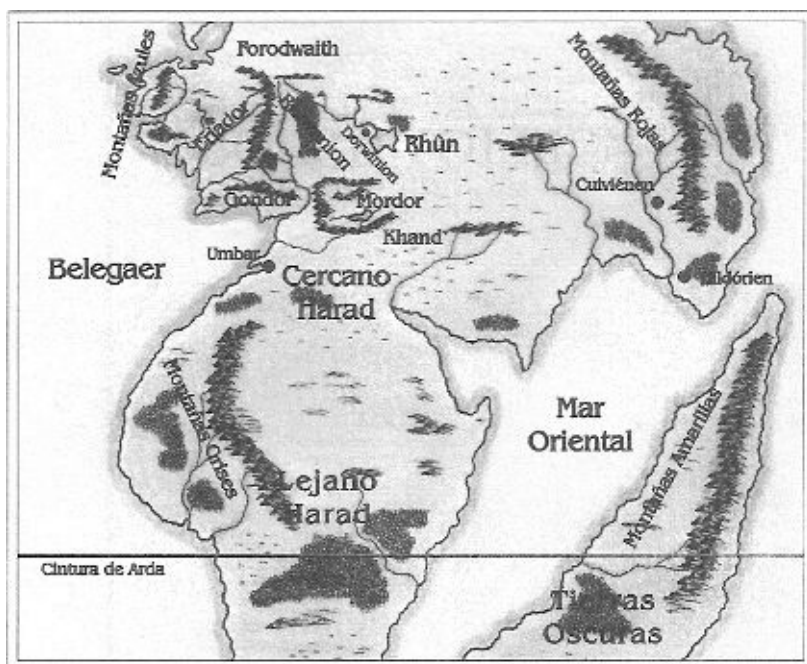 Forodwaith
Montañas Azules
Eriador
Rhovanion
Dorwinion
Rhûn
Montañas Rojas
Cuiviénen
Gondor
Mordor
Khand
Umbar
Belegaer
Cercano
Harad
Hildórien
Mar
Oriental
Montañas Grises
Montañas Amarillas
Lejano
Harad
Cintura de Arda
Tierras
Oscuras